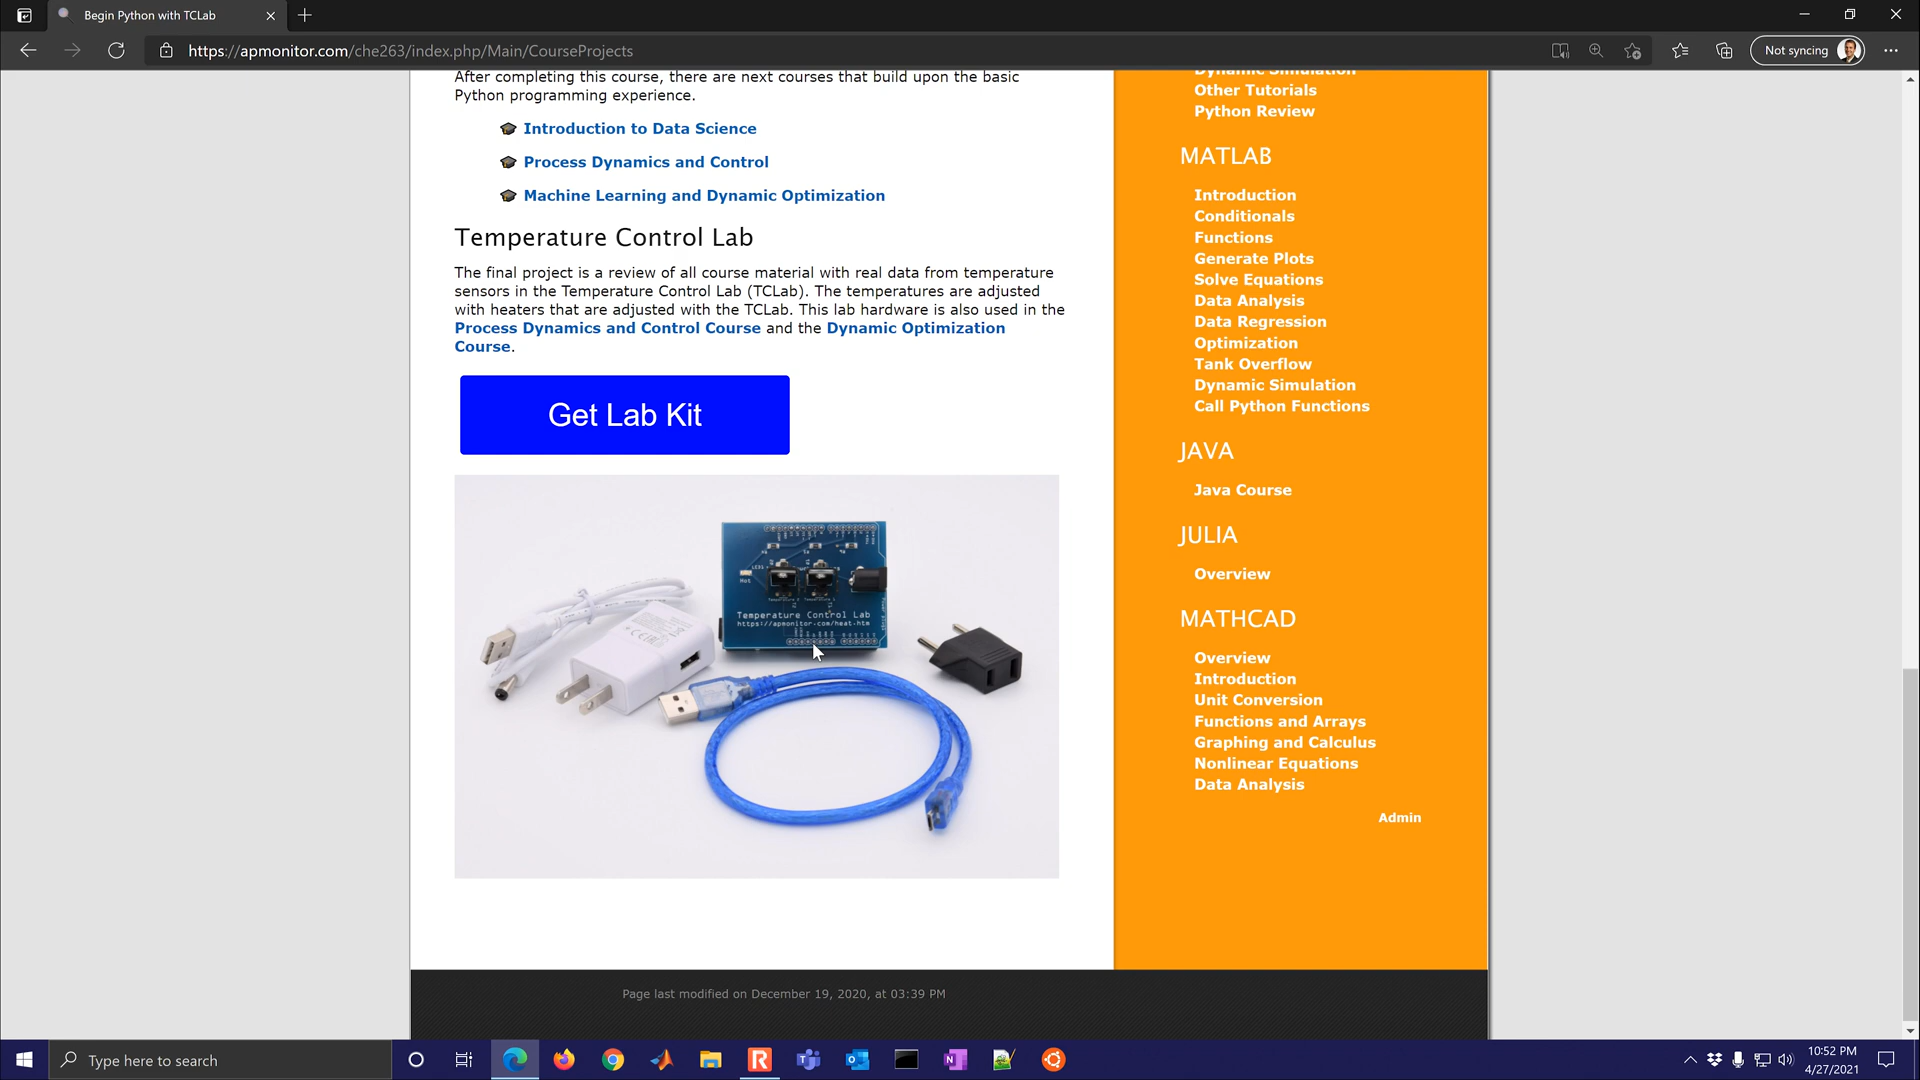 Begin Python with TCLab
https://apmonitor.com/che263/index.php/Main/CourseProjects
Not syncing
After completing this course, there are next courses that build upon the basic
Python programming experience.
Introduction to Data Science
Process Dynamics and Control
Machine Learning and Dynamic Optimization
Temperature Control Lab
The final project is a review of all course material with real data from temperature
sensors in the Temperature Control Lab (TCLab). The temperatures are adjusted
with heaters that are adjusted with the TCLab. This lab hardware is also used in the
Process Dynamics and Control Course and the Dynamic Optimization
Course.
Get Lab Kit
LED1
Hot
Temperature 2 Temperature 1
Temperature Control Lab
https://apmonitor.com/heat.htm
Dynamic Simulation
Other Tutorials
Python Review
MATLAB
Introduction
Conditionals
Functions
Generate Plots
Solve Equations
Data Analysis
Data Regression
Optimization
Tank Overflow
Dynamic Simulation
Call Python Functions
JAVA
Java Course
JULIA
Overview
MATHCAD
Overview
Introduction
Unit Conversion
Functions and Arrays
Graphing and Calculus
Nonlinear Equations
Data Analysis
Admin
Page last modified on December 19, 2020, at 03:39 PM
Type here to search
10:52 PM
4/27/2021